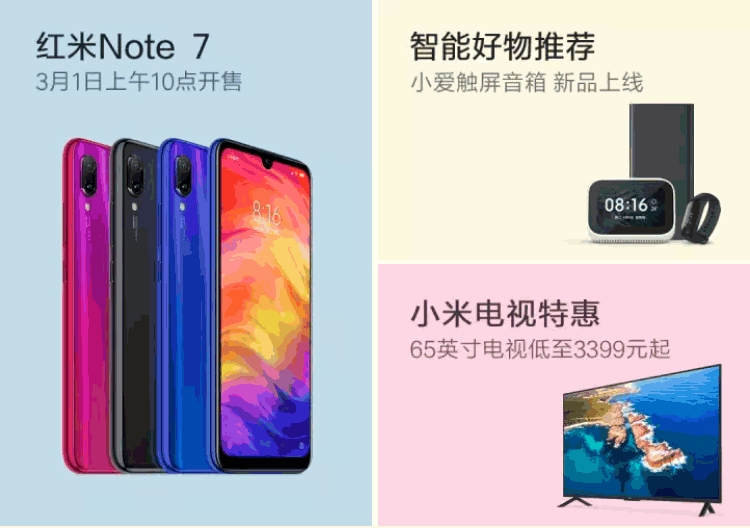 红米Note 7
3月1日上午10点开售
8:16
智能好物推荐
小爱触屏音箱 新品上线
08:16
小米电视特惠
65英寸电视低至3399元起